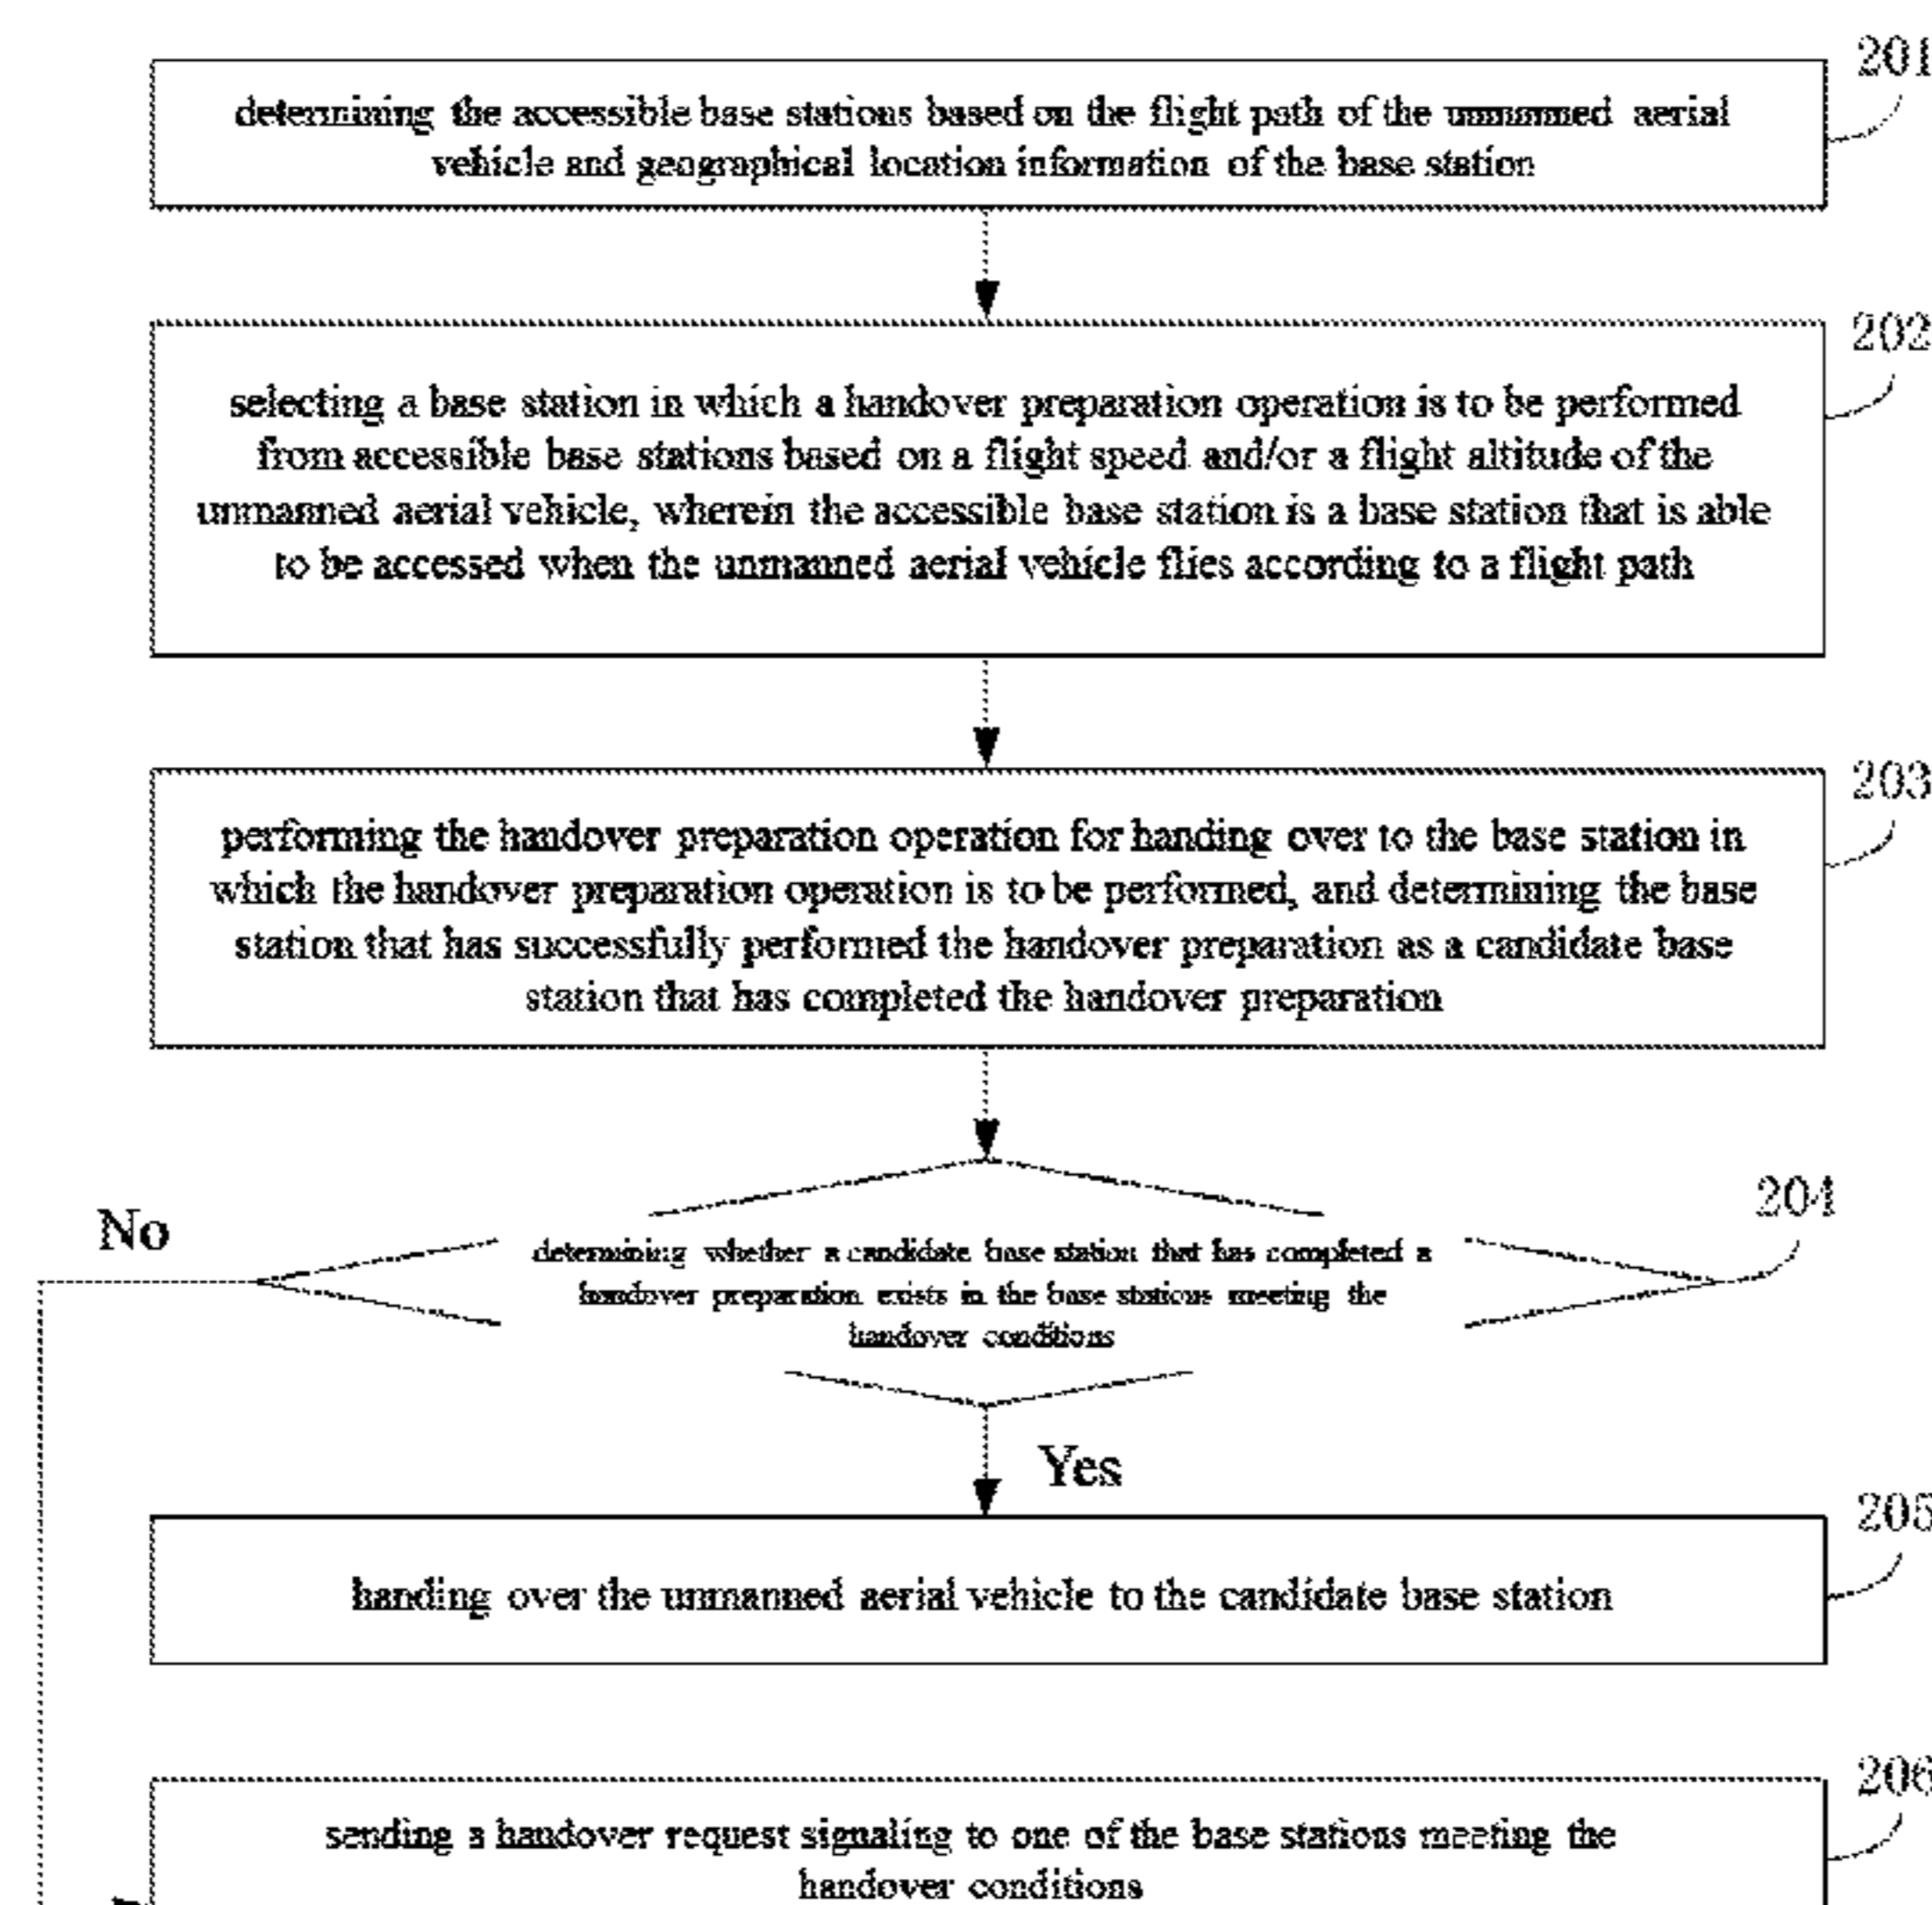 201
determining the accessible base stations based on the flight path of the unmanned aerial
vehicle and geographical location information of the base station
202
selecting a base station in which a handover preparation operation is to be performed
from accessible base stations based on a flight speed and/or a flight altitude of the
unmanned aerial vehicle, wherein the accessible base station is a base station that is able
to be accessed when the unmanned aerial vehicle flies according to a flight path
203
performing the handover preparation operation for handing over to the base station in
which the handover preparation operation is to be performed, and determining the base
station that has successfully performed the handover preparation as a candidate base
station that has completed the handover preparation
204
No
determining whether a candidate base station that has completed a
handover preparation exists in the base stations meeting the
handover conditions
Yes
205
handing over the unmanned aerial vehicle to the candidate base station
206
sending a handover request signaling to one of the base stations meeting the
handover conditions